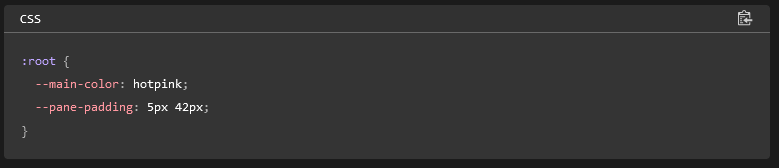 CSS
:root {
  --main-color: hotpink;
  --pane-padding: 5px 42px;
}